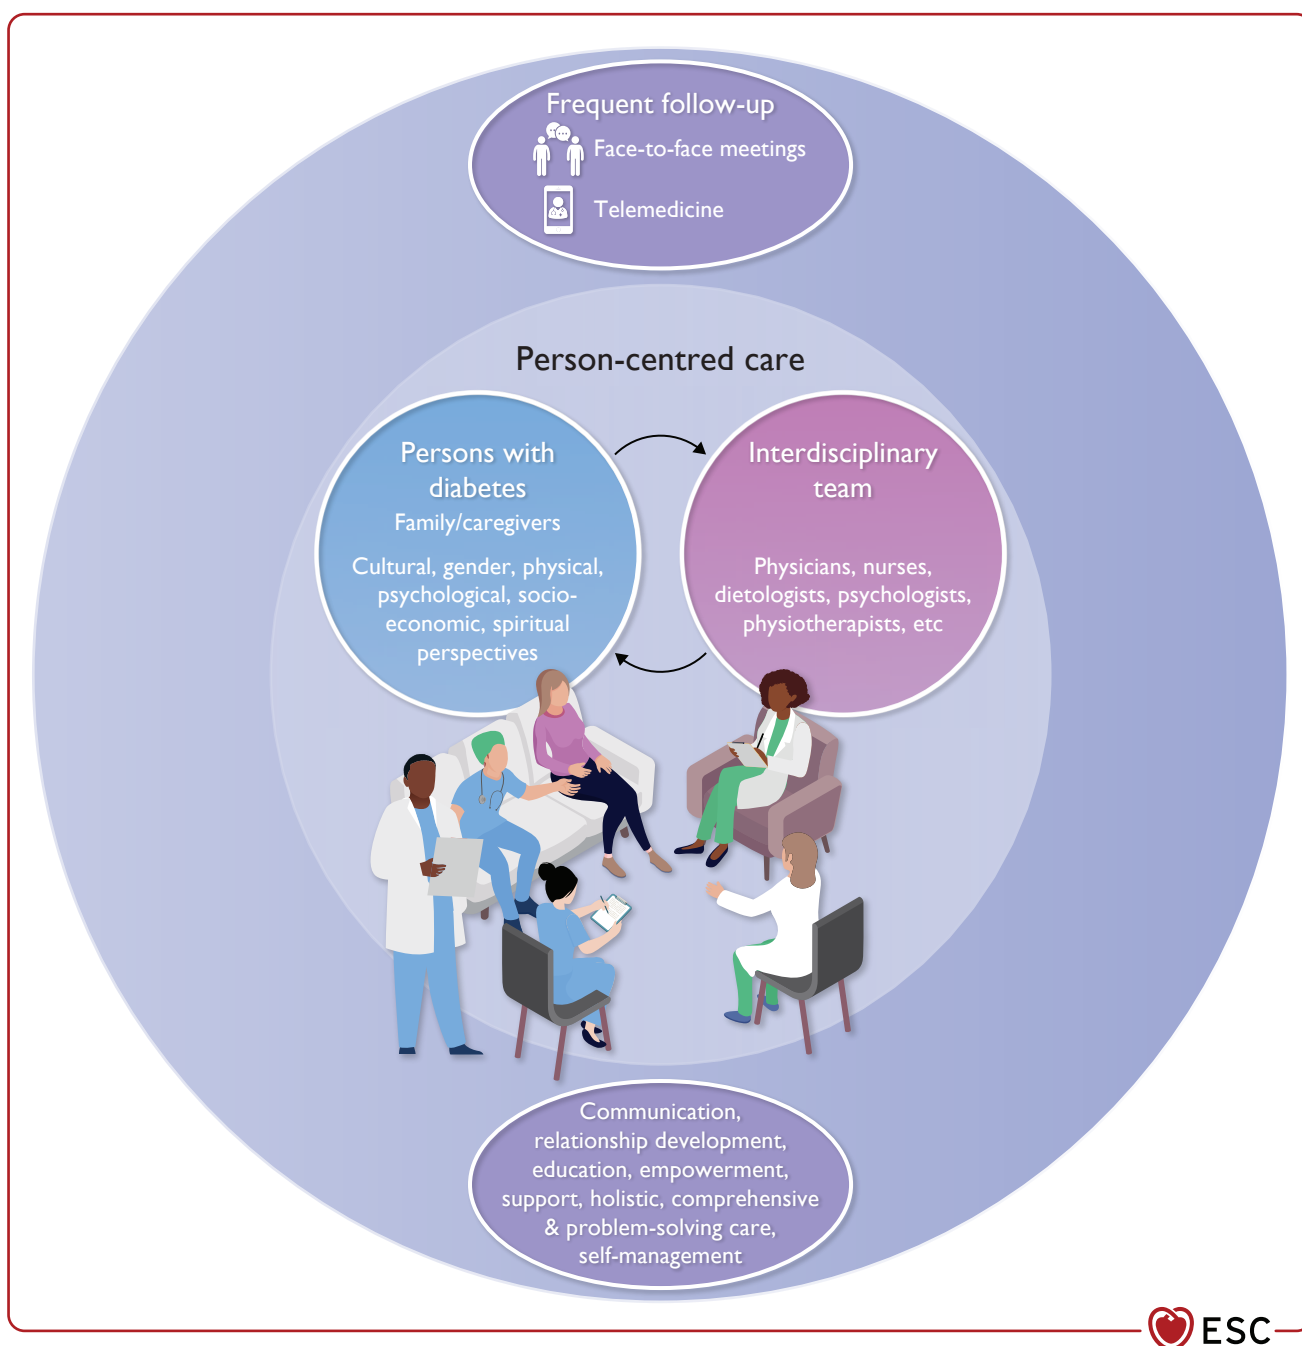 Frequent follow-up
Face-to-face meetings
Telemedicine
Person-centred care
Persons with
diabetes
Family/caregivers
Cultural, gender, physical,
psychological, socio-
economic, spiritual
perspectives
Interdisciplinary
team
Physicians, nurses,
dietologists, psychologists,
physiotherapists, etc
Communication,
relationship development,
education, empowerment,
support, holistic, comprehensive
& problem-solving care,
self-management
ESC